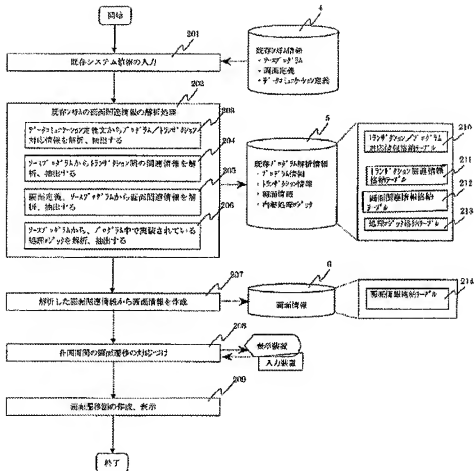 開始
201
既存システム情報の入力
4
既存システム情報
・ソースプログラム
・画面定義
・データコミュニケーション定義
202
既存システムの画面関連情報の解析処理
203
データコミュニケーション定義文からプログラム/トランザクション
対応情報を解析、抽出する
204
ソースプログラムからトランザクション間の関連情報を解
析、抽出する
205
画面定義、ソースプログラムから画面関連情報を解
析、抽出する
206
ソースプログラムから、プログラム中で実装されている
処理ロジックを解析、抽出する
5
既存プログラム解析情報
・プログラム情報
・トランザクション情報
・画面情報
・内部処理ロジック
210
トランザクション/プログラム
対応情報格納テーブル
211
トランザクション関連情報
格納テーブル
212
画面関連情報格納
テーブル
213
処理ロジック格納テーブル
207
解析した画面関連情報から画面情報を作成
6
画面情報
214
画面情報格納テーブル
208
各画面間の画面遷移の対応づけ
表示装置
入力装置
209
画面遷移図の作成、表示
終了